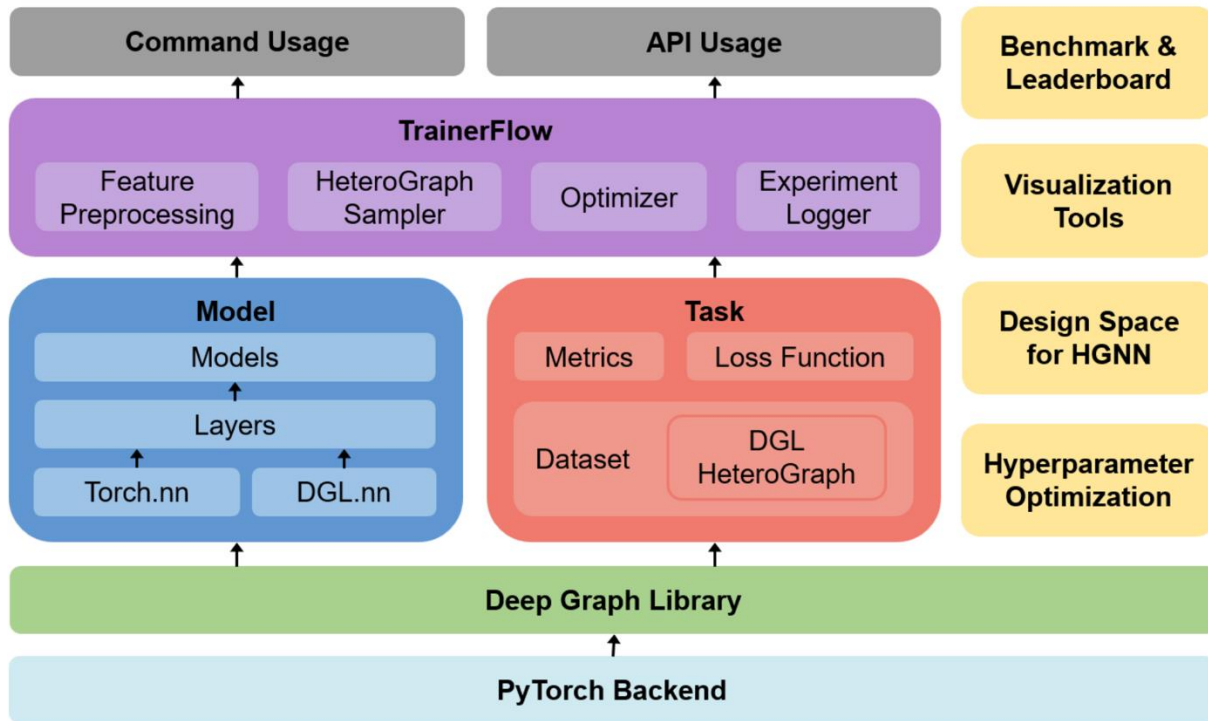 Command Usage
API Usage
Benchmark &
Leaderboard
TrainerFlow
Feature
Preprocessing
HeteroGraph
Sampler
Optimizer
Experiment
Logger
Visualization
Tools
Model
Models
Layers
Torch.nn
DGL.nn
Task
Metrics
Loss Function
Dataset
DGL
HeteroGraph
Design Space
for HGNN
Hyperparameter
Optimization
Deep Graph Library
PyTorch Backend